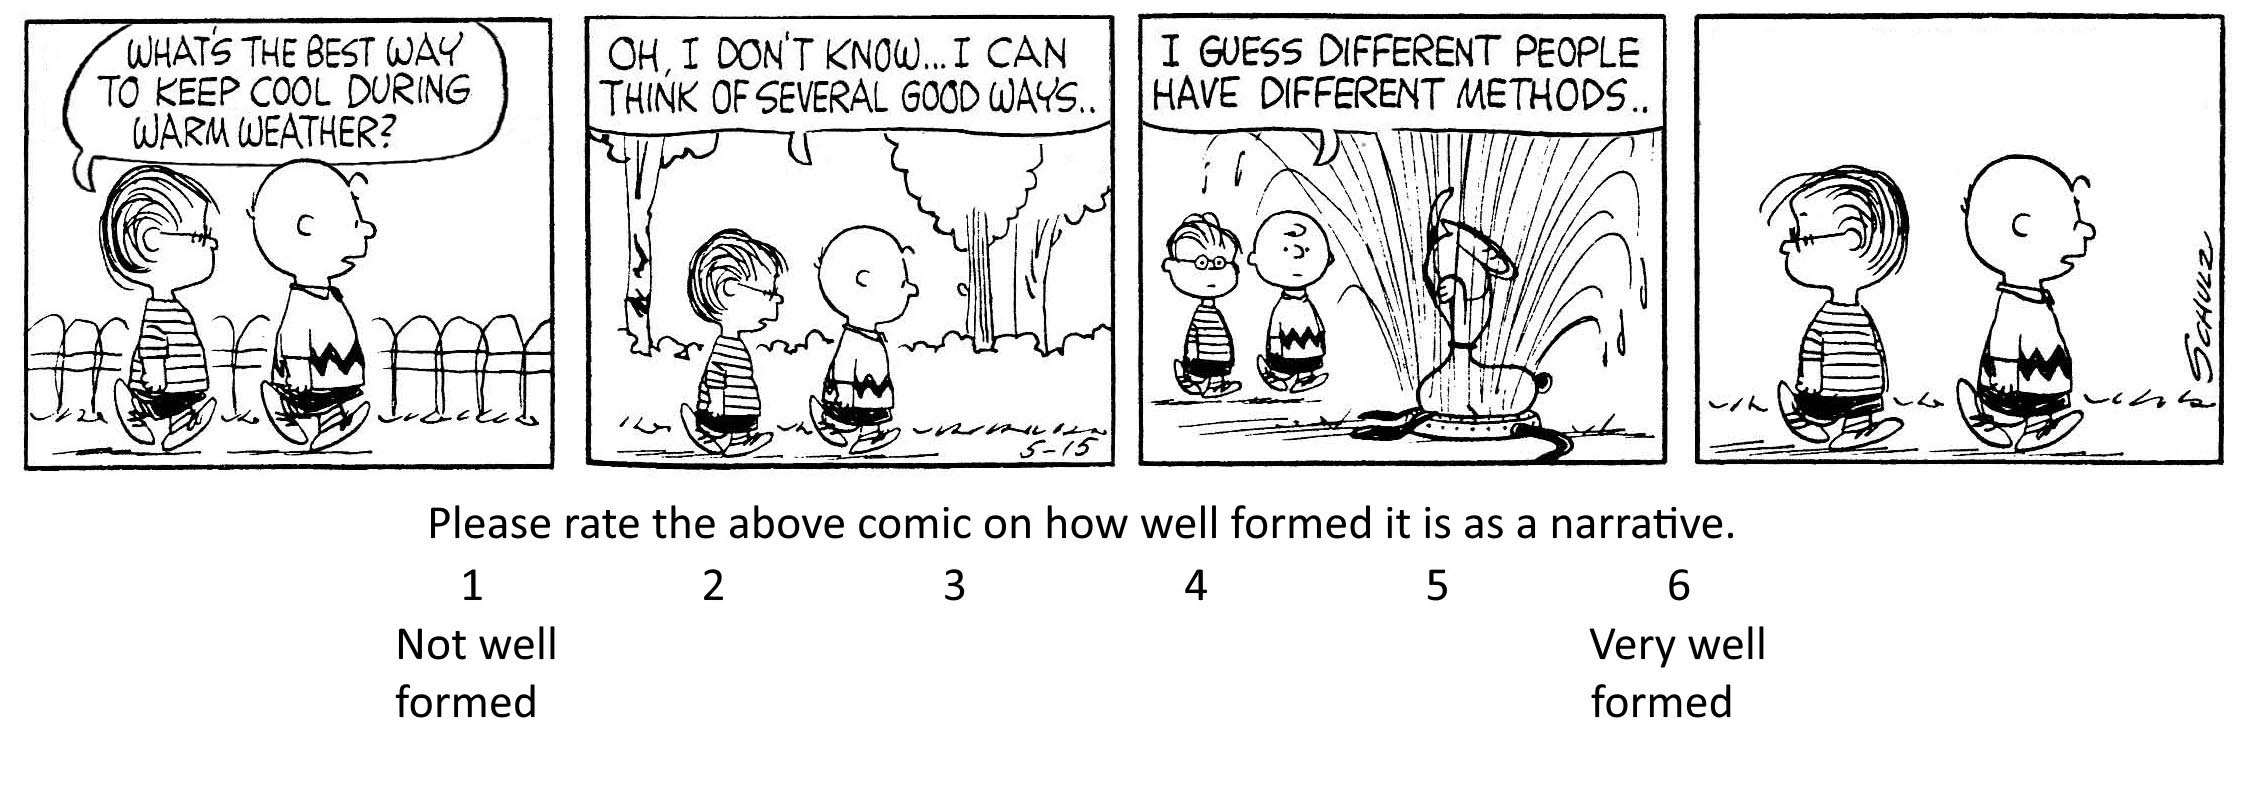 WHAT'S THE BEST WAY
TO KEEP COOL DURING
WARM WEATHER?
OH, I DON'T KNOW... I CAN
THINK OF SEVERAL GOOD WAYS..
I GUESS DIFFERENT PEOPLE
HAVE DIFFERENT METHODS..
5-15
SCHULZ
Please rate the above comic on how well formed it is as a narrative.
1 2 3 4 5 6
Not well
formed
Very well
formed